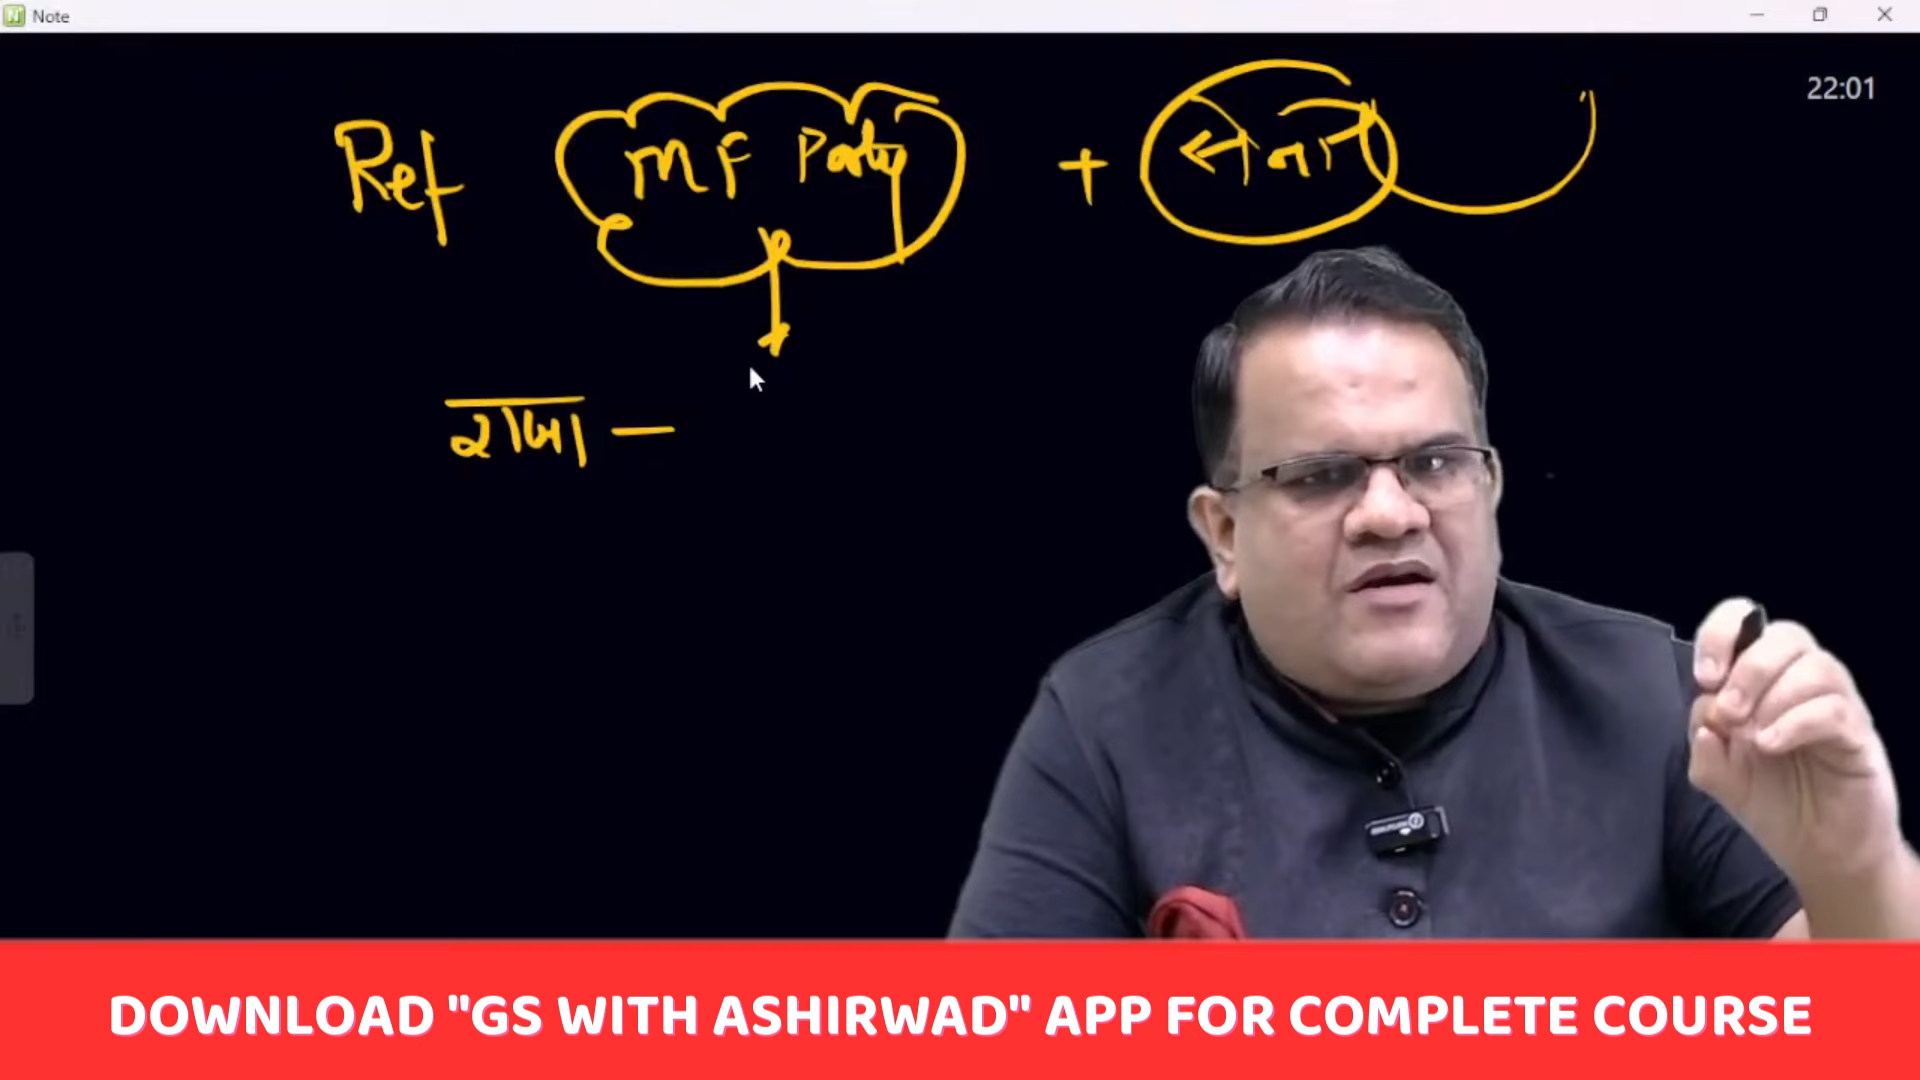 Note
22:01
Ref MF Party + सेना
राजा —
DOWNLOAD "GS WITH ASHIRWAD" APP FOR COMPLETE COURSE